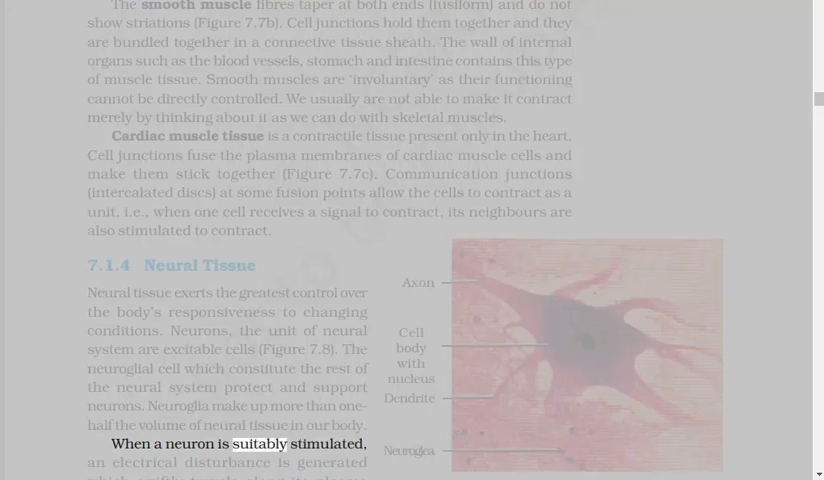 The smooth muscle fibres taper at both ends (fusiform) and do not
show striations (Figure 7.7b). Cell junctions hold them together and they
are bundled together in a connective tissue sheath. The wall of internal
organs such as the blood vessels, stomach and intestine contains this type
of muscle tissue. Smooth muscles are ‘involuntary’ as their functioning
cannot be directly controlled. We usually are not able to make it contract
merely by thinking about it as we can do with skeletal muscles.
Cardiac muscle tissue is a contractile tissue present only in the heart.
Cell junctions fuse the plasma membranes of cardiac muscle cells and
make them stick together (Figure 7.7c). Communication junctions
(intercalated discs) at some fusion points allow the cells to contract as a
unit, i.e., when one cell receives a signal to contract, its neighbours are
also stimulated to contract.
7.1.4 Neural Tissue
Neural tissue exerts the greatest control over
the body’s responsiveness to changing
conditions. Neurons, the unit of neural
system are excitable cells (Figure 7.8). The
neuroglial cell which constitute the rest of
the neural system protect and support
neurons. Neuroglia make up more than one-
half the volume of neural tissue in our body.
When a neuron is suitably stimulated,
an electrical disturbance is generated
Axon
Cell
body
with
nucleus
Dendrite
Neuroglea